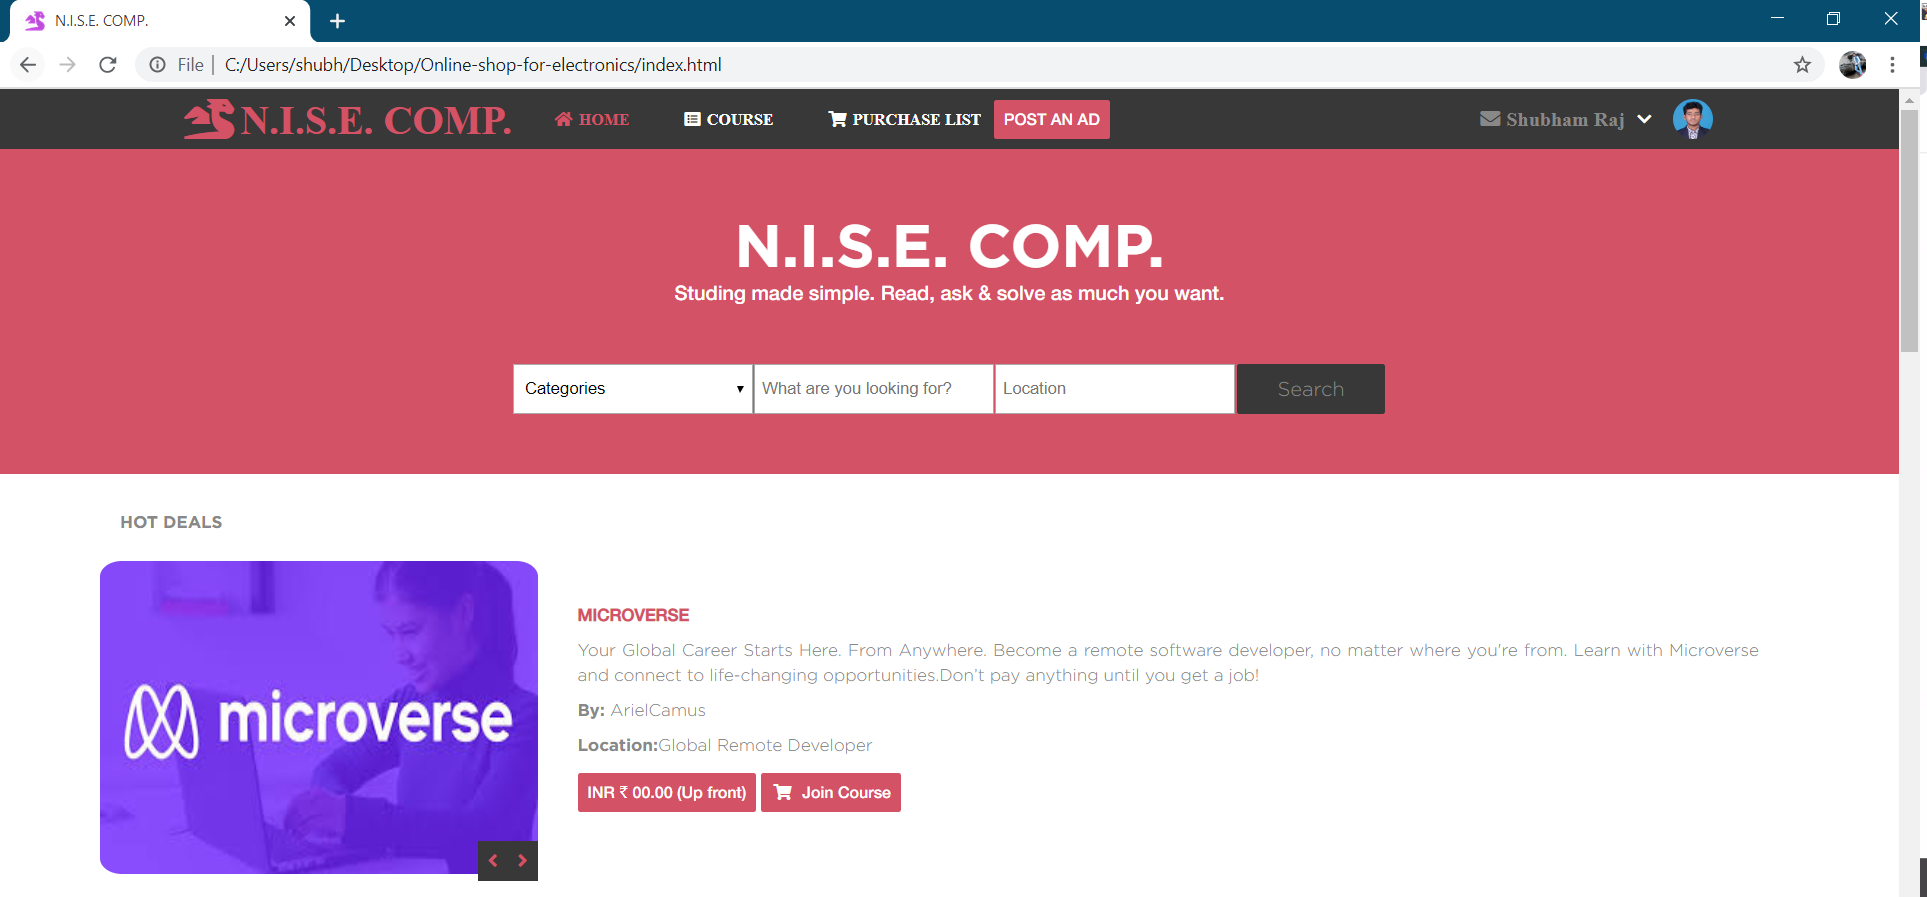 N.I.S.E. COMP.
File | C:/Users/shubh/Desktop/Online-shop-for-electronics/index.html
N.I.S.E. COMP. HOME COURSE PURCHASE LIST POST AN AD Shubham Raj
N.I.S.E. COMP.
Studing made simple. Read, ask & solve as much you want.
Categories What are you looking for? Location Search
HOT DEALS
microverse
MICROVERSE
Your Global Career Starts Here. From Anywhere. Become a remote software developer, no matter where you're from. Learn with Microverse
and connect to life-changing opportunities.Don't pay anything until you get a job!
By: ArielCamus
Location:Global Remote Developer
INR ₹ 00.00 (Up front) Join Course